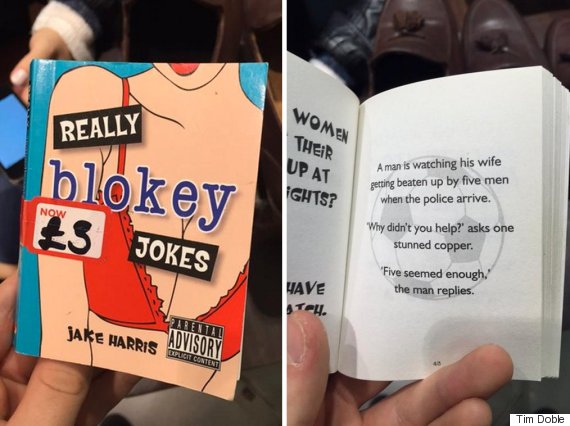 REALLY
blokey
NOW
£3
JOKES
JAKE HARRIS
PARENTAL
ADVISORY
EXPLICIT CONTENT
WOMEN
THEIR
UP AT
GHTS?
HAVE
A man is watching his wife
getting beaten up by five men
when the police arrive.
'Why didn't you help?' asks one
stunned copper.
'Five seemed enough,'
the man replies.
Tim Doble